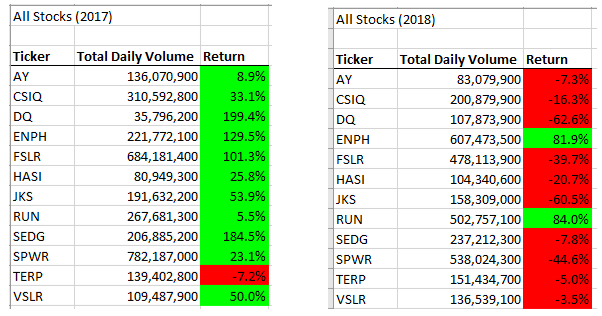 All Stocks (2017)
Ticker Total Daily Volume Return
AY 136,070,900 8.9%
CSIQ 310,592,800 33.1%
DQ 35,796,200 199.4%
ENPH 221,772,100 129.5%
FSLR 684,181,400 101.3%
HASI 80,949,300 25.8%
JKS 191,632,200 53.9%
RUN 267,681,300 5.5%
SEDG 206,885,200 184.5%
SPWR 782,187,000 23.1%
TERP 139,402,800 -7.2%
VSLR 109,487,900 50.0%
All Stocks (2018)
Ticker Total Daily Volume Return
AY 83,079,900 -7.3%
CSIQ 200,879,900 -16.3%
DQ 107,873,900 -62.6%
ENPH 607,473,500 81.9%
FSLR 478,113,900 -39.7%
HASI 104,340,600 -20.7%
JKS 158,309,000 -60.5%
RUN 502,757,100 84.0%
SEDG 237,212,300 -7.8%
SPWR 538,024,300 -44.6%
TERP 151,434,700 -5.0%
VSLR 136,539,100 -3.5%